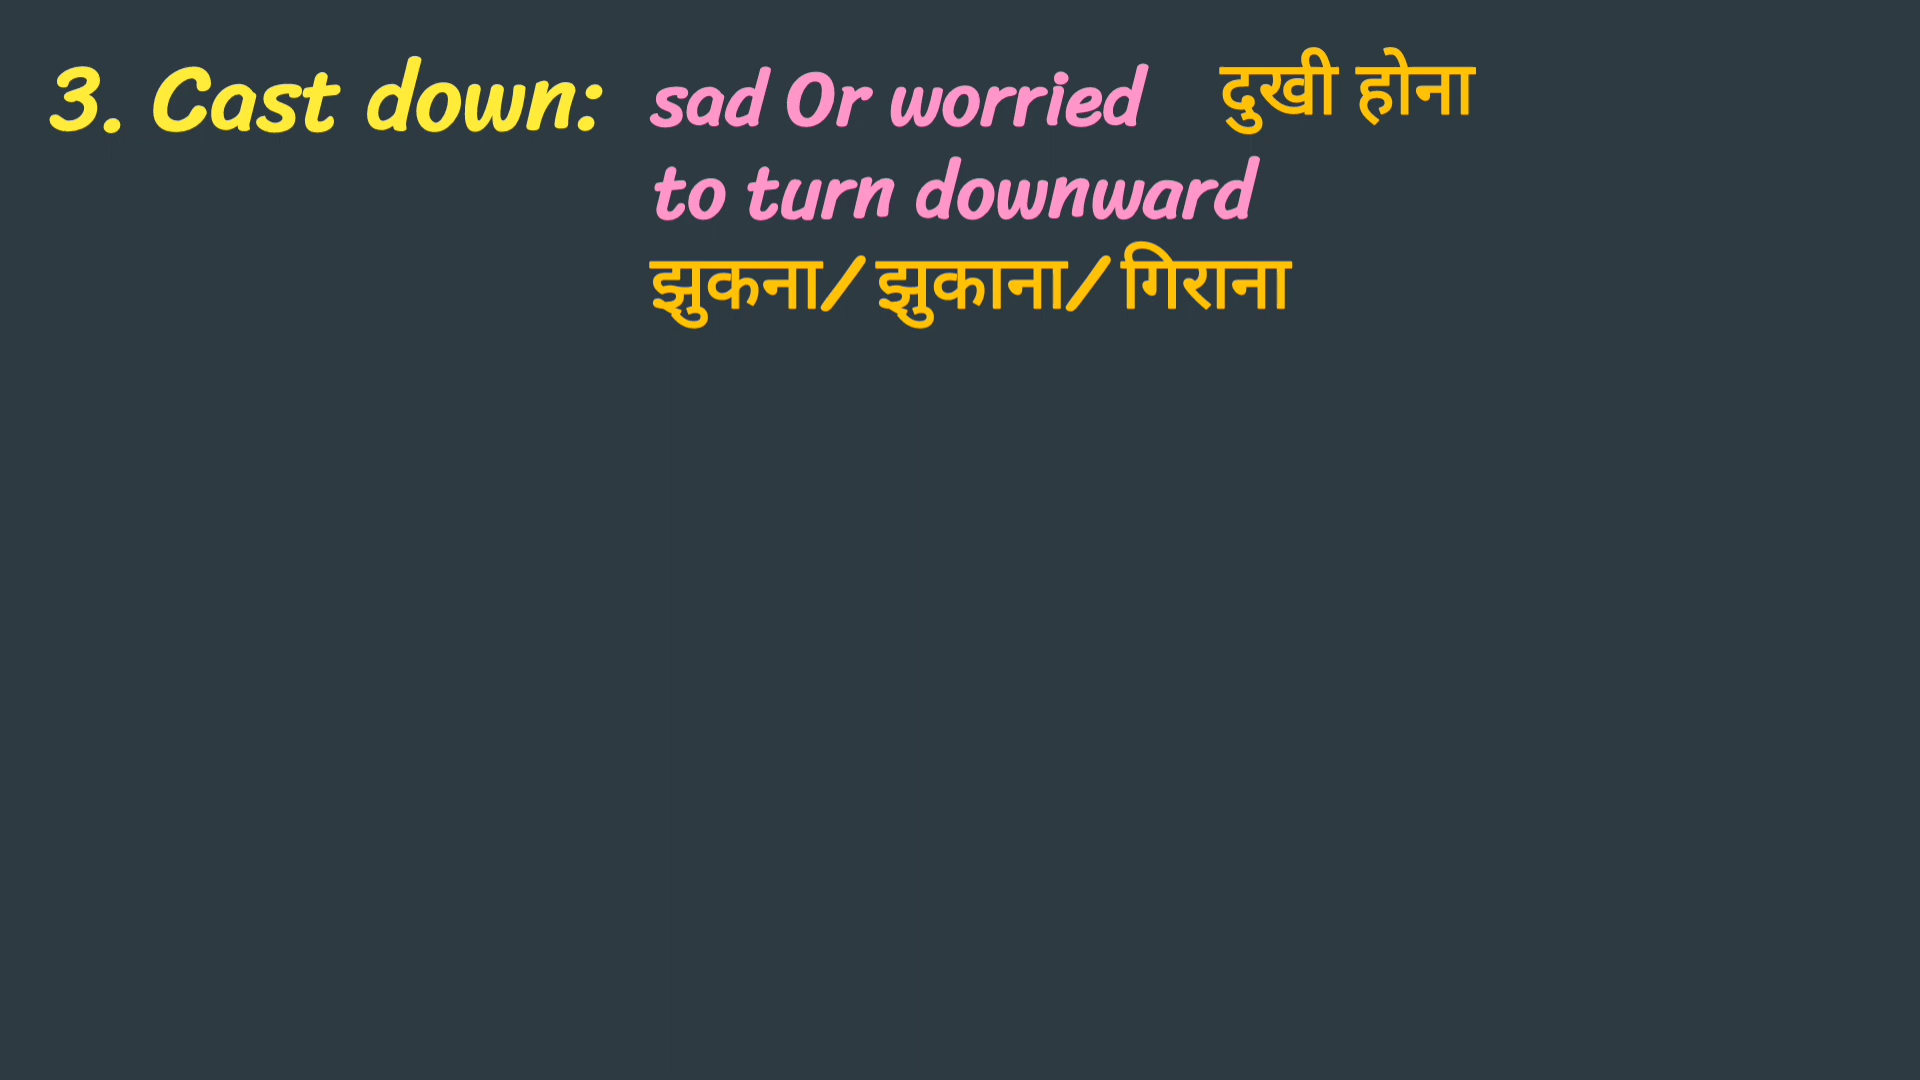 3. Cast down: sad Or worried दुखी होना
to turn downward
झुकना/ झुकाना/ गिराना